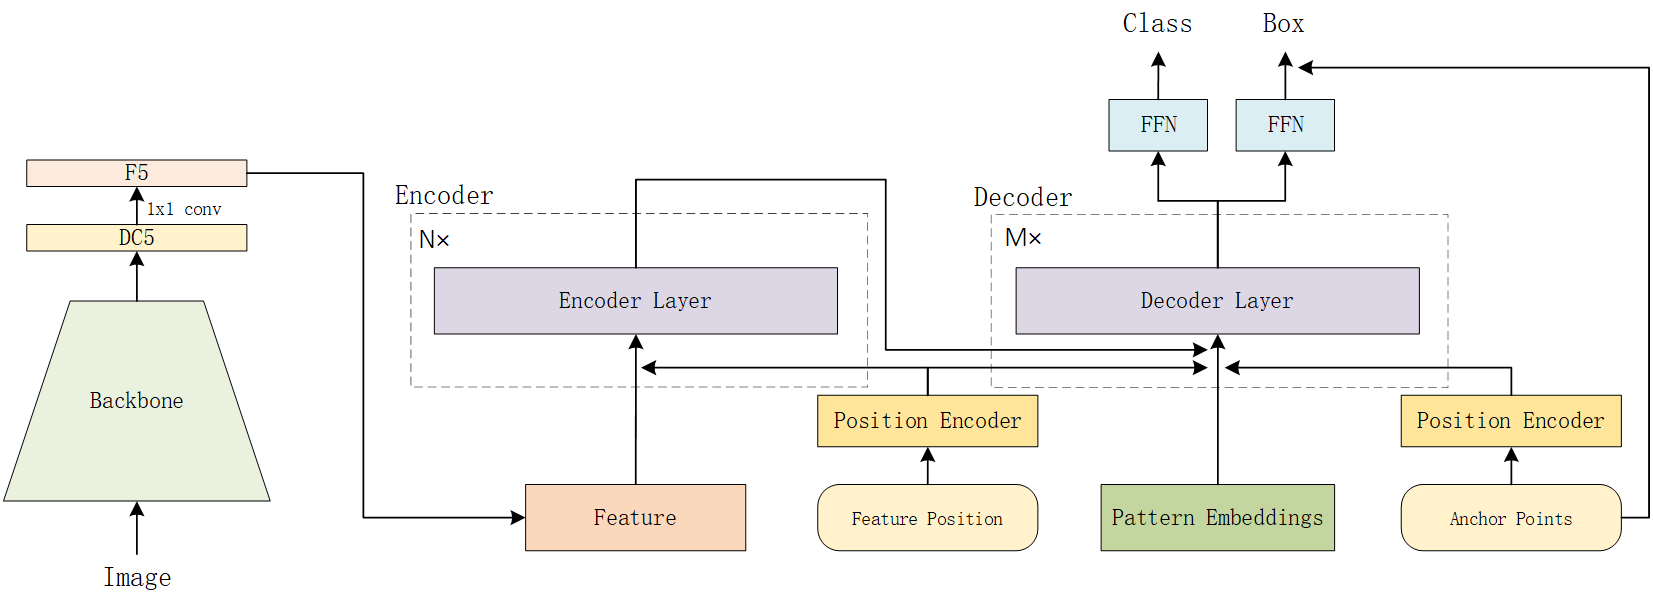 Class
Box
FFN
FFN
F5
1x1 conv
DC5
Backbone
Image
Encoder
N×
Encoder Layer
Decoder
M×
Decoder Layer
Position Encoder
Position Encoder
Feature
Feature Position
Pattern Embeddings
Anchor Points